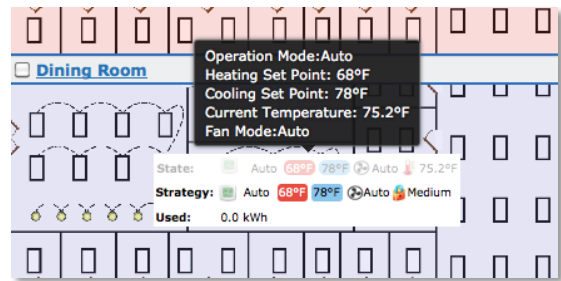 Operation Mode:Auto
Heating Set Point: 68°F
Cooling Set Point: 78°F
Current Temperature: 75.2°F
Fan Mode:Auto
Dining Room
State: Auto 68°F 78°F Auto 75.2°F
Strategy: Auto 68°F 78°F Auto Medium
Used: 0.0 kWh